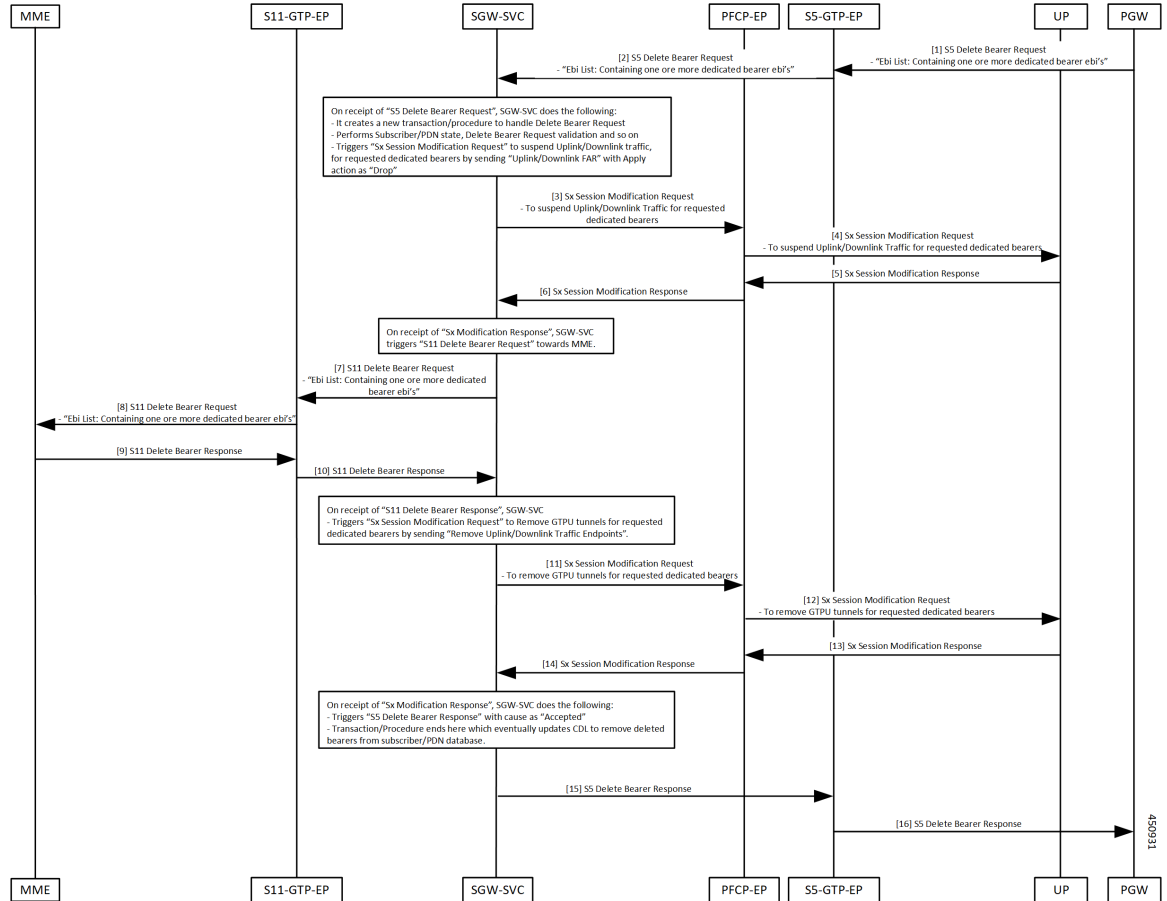 MME S11-GTP-EP SGW-SVC PFCP-EP S5-GTP-EP UP PGW
[1] S5 Delete Bearer Request
- “Ebi List: Containing one ore more dedicated bearer ebi’s”
[2] S5 Delete Bearer Request
- “Ebi List: Containing one ore more dedicated bearer ebi’s”
On receipt of “S5 Delete Bearer Request”, SGW-SVC does the following:
- It creates a new transaction/procedure to handle Delete Bearer Request
- Performs Subscriber/PDN state, Delete Bearer Request validation and so on
- Triggers “Sx Session Modification Request” to suspend Uplink/Downlink traffic,
for requested dedicated bearers by sending “Uplink/Downlink FAR” with Apply
action as “Drop”
[3] Sx Session Modification Request
- To suspend Uplink/Downlink Traffic for requested
dedicated bearers
[4] Sx Session Modification Request
- To suspend Uplink/Downlink Traffic for requested dedicated bearers
[5] Sx Session Modification Response
[6] Sx Session Modification Response
On receipt of “Sx Modification Response”, SGW-SVC
triggers “S11 Delete Bearer Request” towards MME.
[7] S11 Delete Bearer Request
- “Ebi List: Containing one ore more dedicated
bearer ebi’s”
[8] S11 Delete Bearer Request
- “Ebi List: Containing one ore more dedicated bearer ebi’s”
[9] S11 Delete Bearer Response
[10] S11 Delete Bearer Response
On receipt of “S11 Delete Bearer Response”, SGW-SVC
- Triggers “Sx Session Modification Request” to Remove GTPU tunnels for requested
dedicated bearers by sending “Remove Uplink/Downlink Traffic Endpoints”.
[11] Sx Session Modification Request
- To remove GTPU tunnels for requested dedicated bearers
[12] Sx Session Modification Request
- To remove GTPU tunnels for requested dedicated bearers
[13] Sx Session Modification Response
[14] Sx Session Modification Response
On receipt of “Sx Modification Response”, SGW-SVC does the following:
- Triggers “S5 Delete Bearer Response” with cause as “Accepted”
- Transaction/Procedure ends here which eventually updates CDL to remove deleted
bearers from subscriber/PDN database.
[15] S5 Delete Bearer Response
[16] S5 Delete Bearer Response
450931
MME S11-GTP-EP SGW-SVC PFCP-EP S5-GTP-EP UP PGW